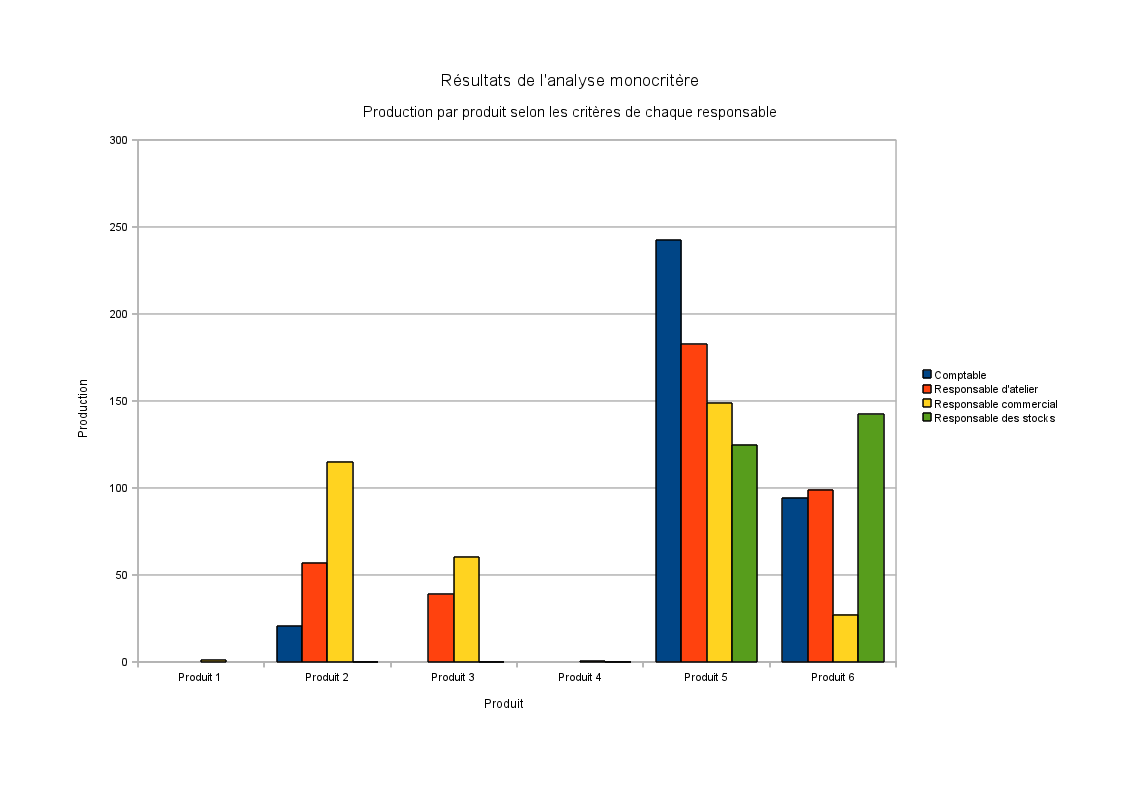 Résultats de l'analyse monocritère
Production par produit selon les critères de chaque responsable
300
250
200
150
100
50
0
Production
Produit 1
Produit 2
Produit 3
Produit 4
Produit 5
Produit 6
Produit
Comptable
Responsable d'atelier
Responsable commercial
Responsable des stocks